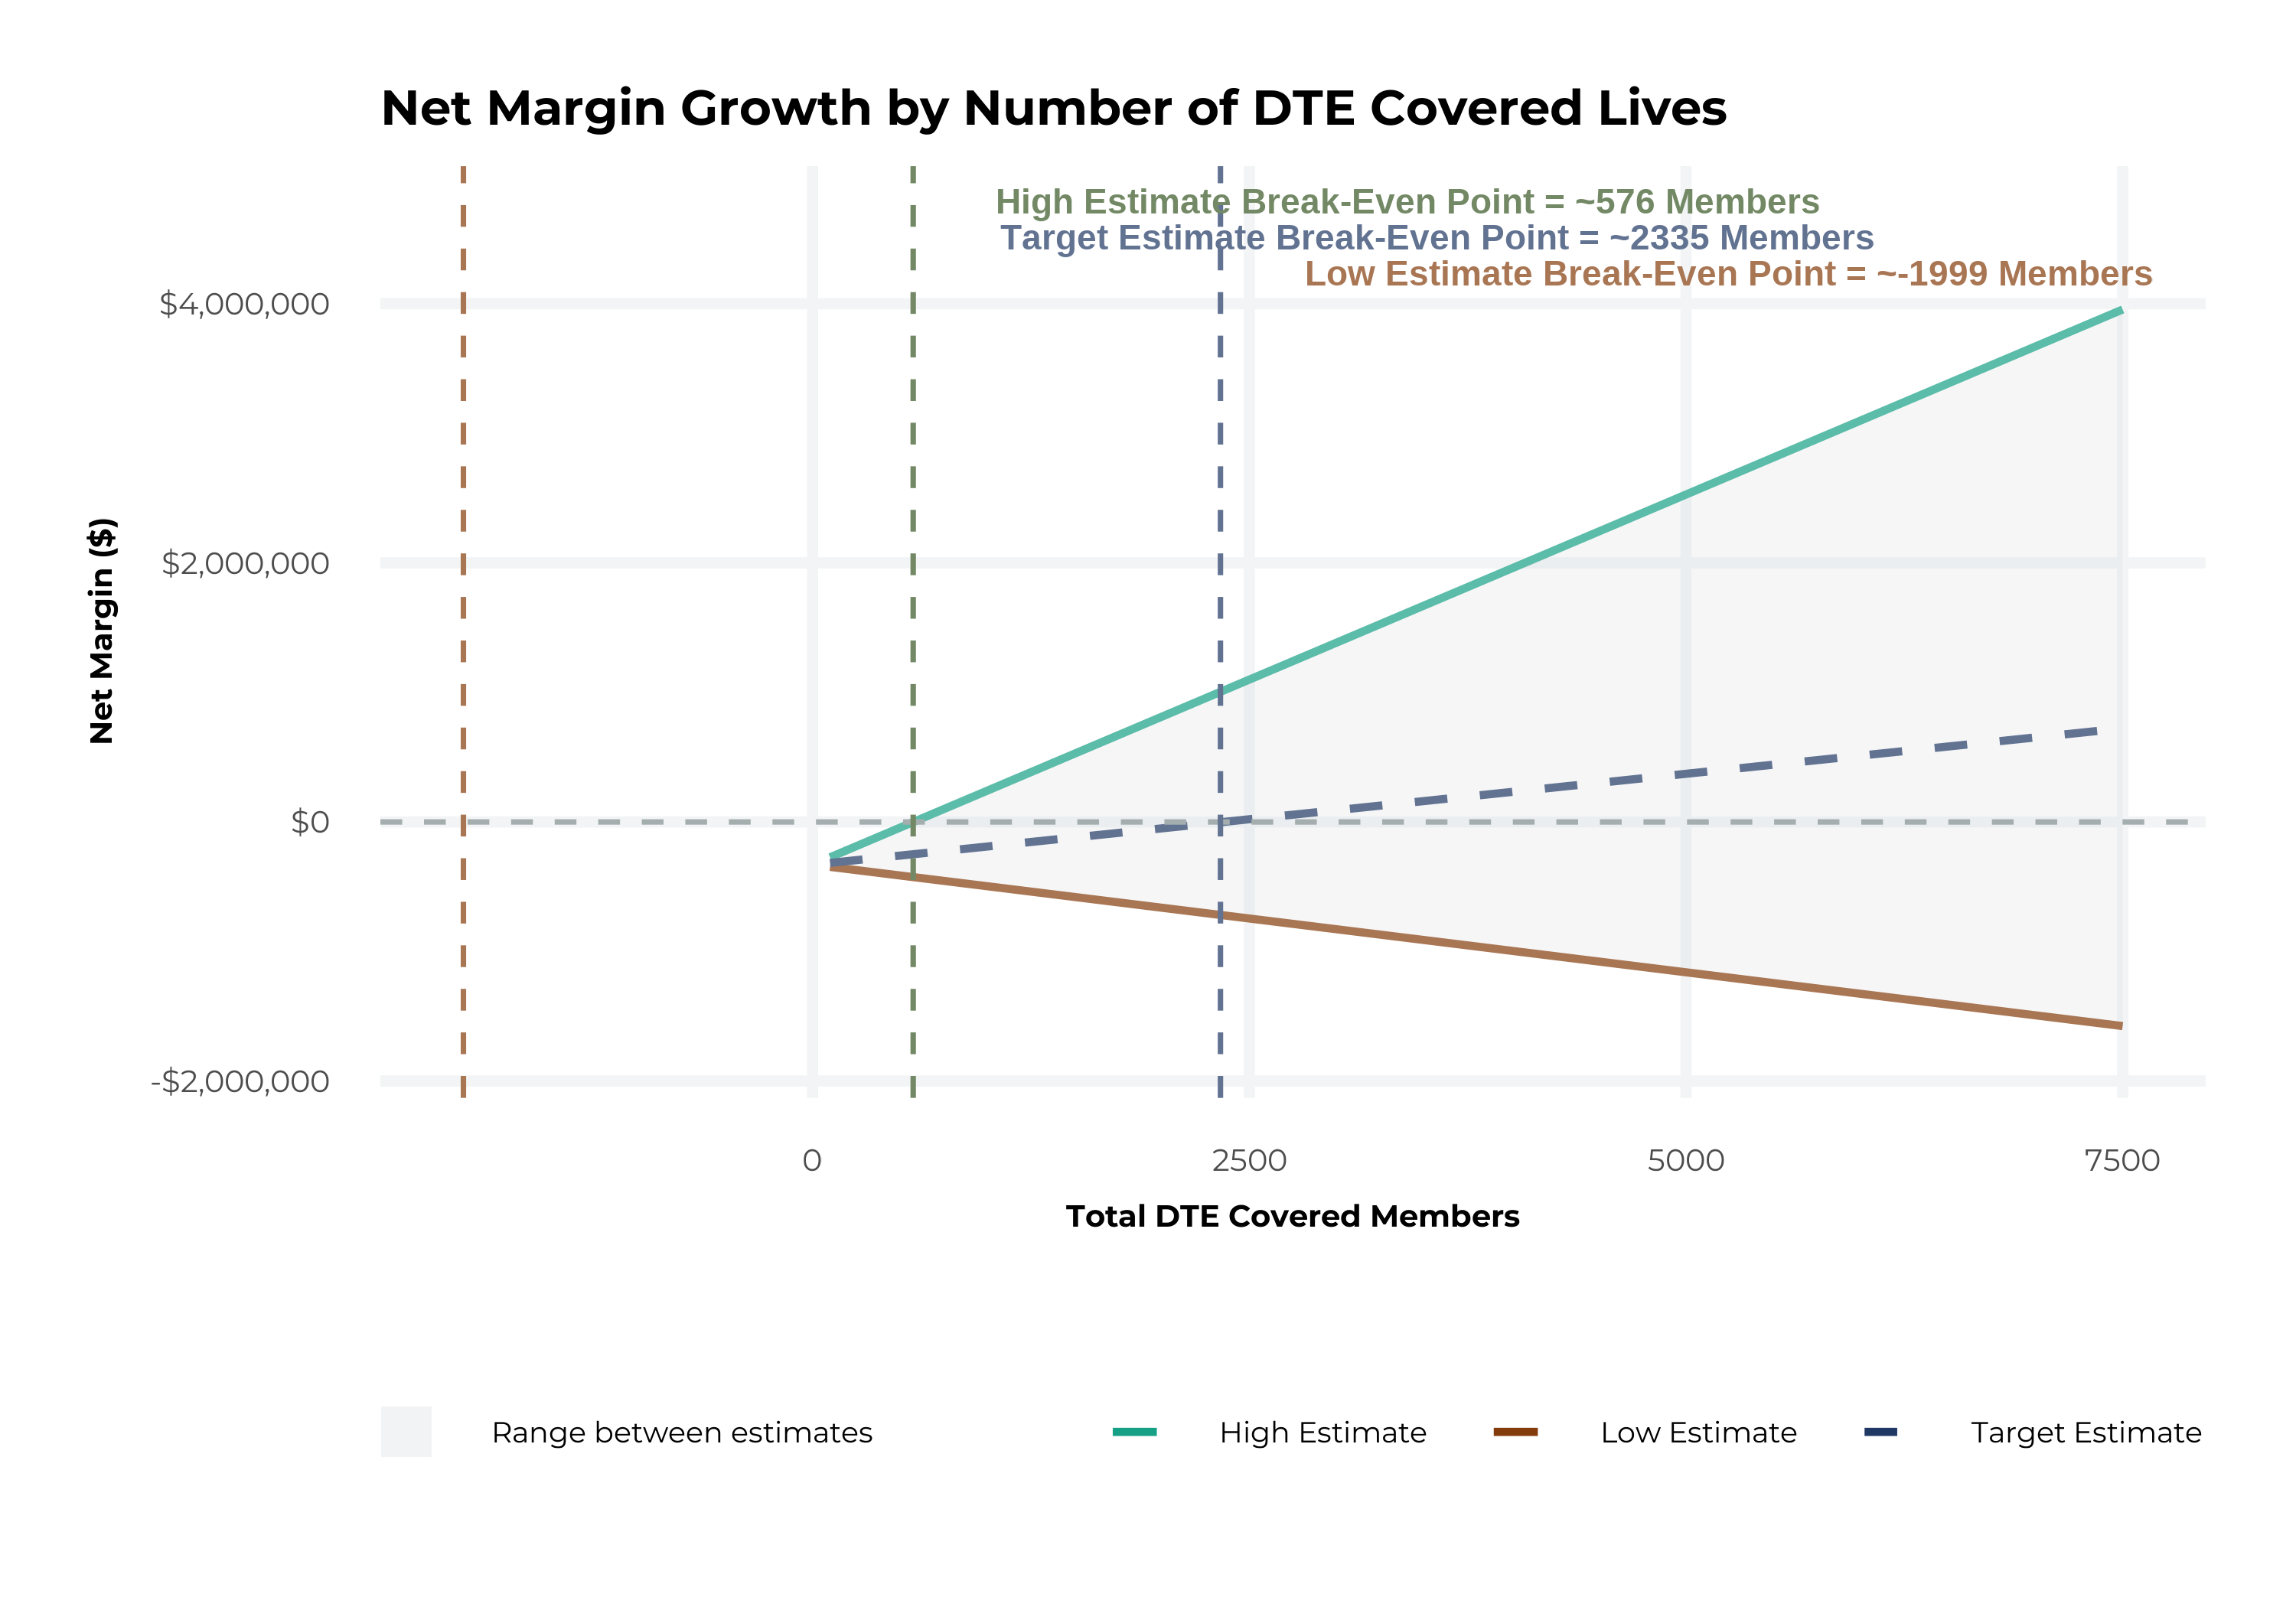 Net Margin Growth by Number of DTE Covered Lives
High Estimate Break-Even Point = ~576 Members
Target Estimate Break-Even Point = ~2335 Members
Low Estimate Break-Even Point = ~-1999 Members
$4,000,000
$2,000,000
$0
-$2,000,000
Net Margin ($)
0 2500 5000 7500
Total DTE Covered Members
Range between estimates High Estimate Low Estimate Target Estimate